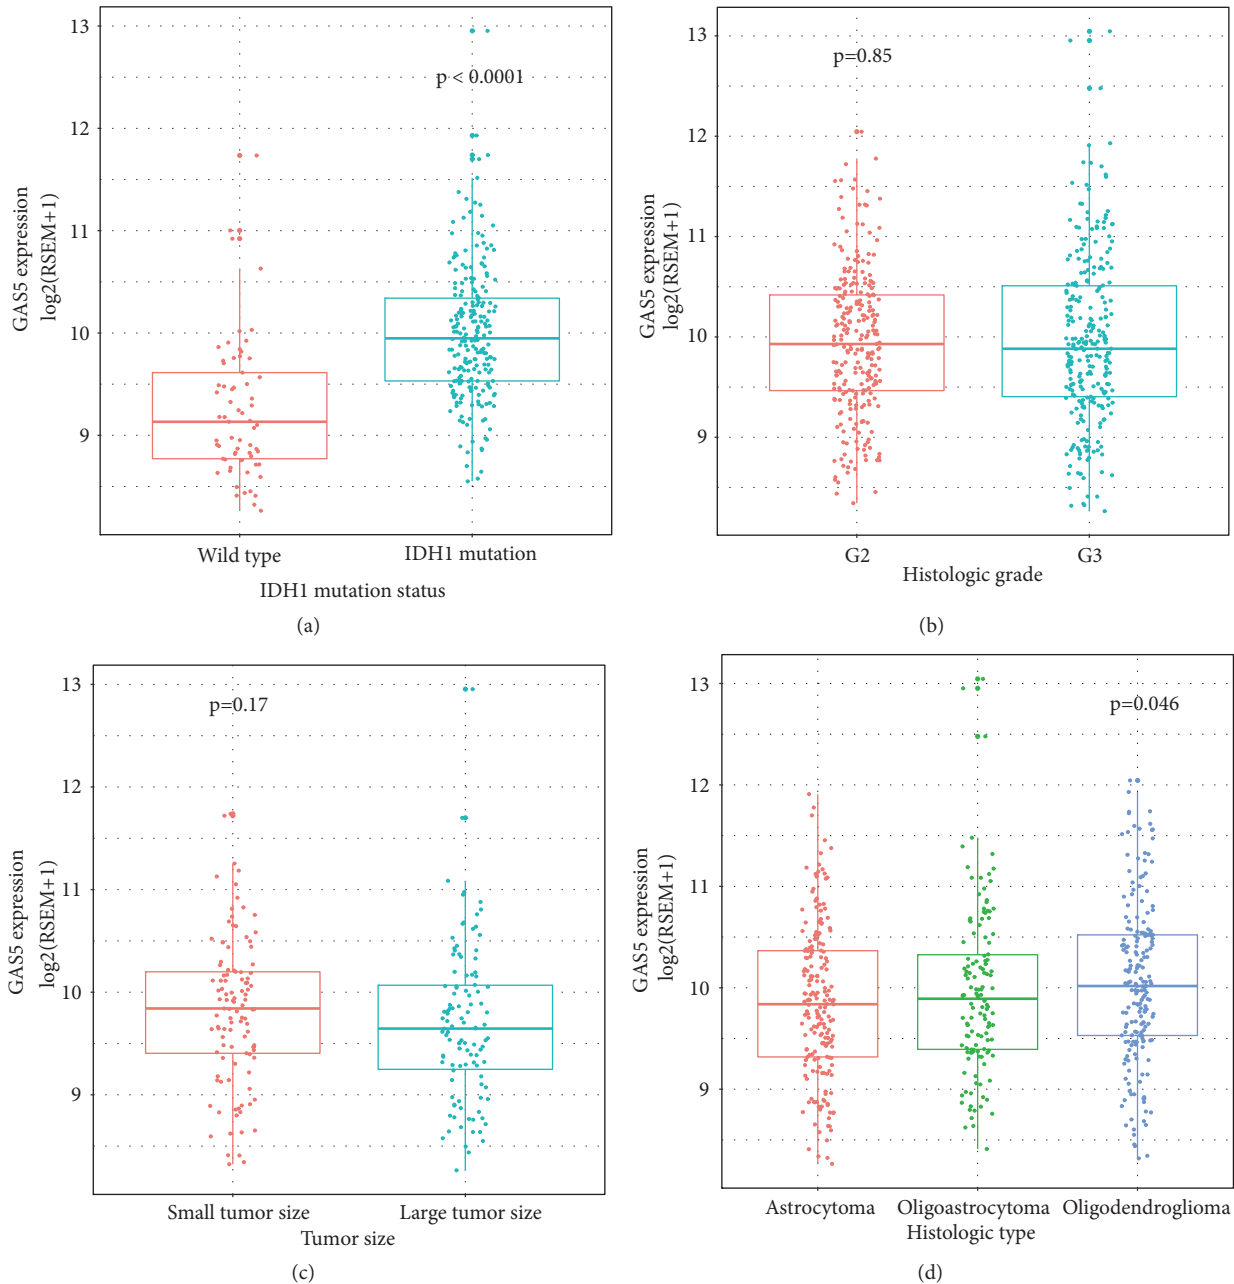 13
12
11
10
9
GAS5 expression
log2(RSEM+1)
p < 0.0001
Wild type
IDH1 mutation
IDH1 mutation status
(a)
13
12
11
10
9
GAS5 expression
log2(RSEM+1)
p=0.85
G2
G3
Histologic grade
(b)
13
12
11
10
9
GAS5 expression
log2(RSEM+1)
p=0.17
Small tumor size
Large tumor size
Tumor size
(c)
13
12
11
10
9
GAS5 expression
log2(RSEM+1)
p=0.046
Astrocytoma
Oligoastrocytoma
Oligodendroglioma
Histologic type
(d)